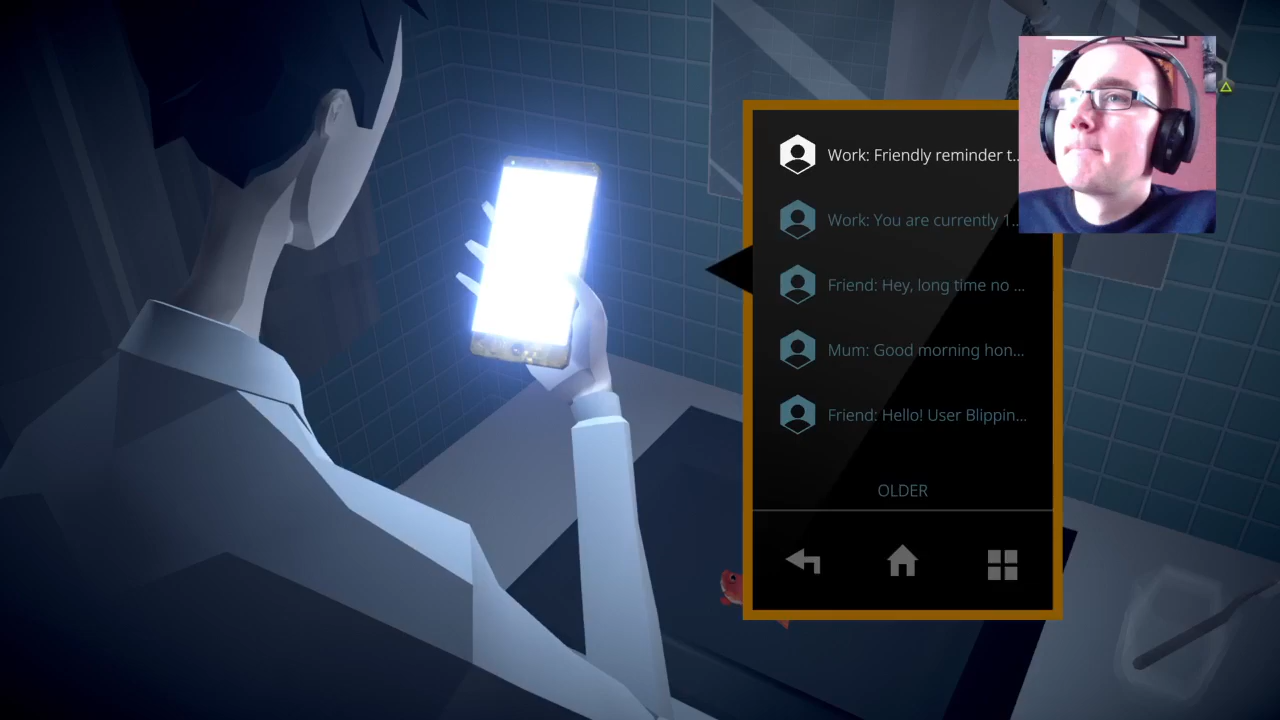 Work: Friendly reminder t...
Work: You are currently 1...
Friend: Hey, long time no ...
Mum: Good morning hon...
Friend: Hello! User Blippin...
OLDER